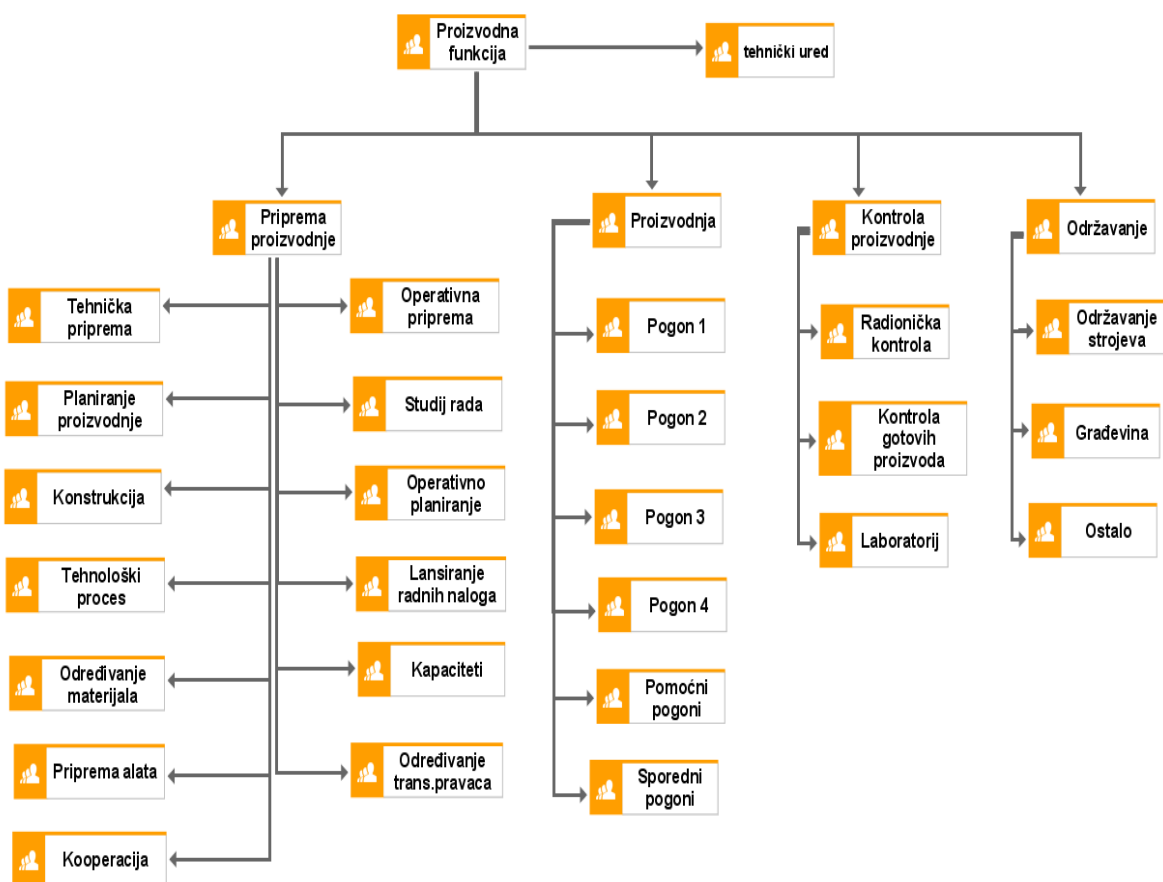 Proizvodna
funkcija
tehnički ured
Priprema
proizvodnje
Proizvodnja
Kontrola
proizvodnje
Održavanje
Tehnička
priprema
Operativna
priprema
Pogon 1
Radionička
kontrola
Održavanje
strojeva
Planiranje
proizvodnje
Studij rada
Pogon 2
Kontrola
gotovih
proizvoda
Građevina
Konstrukcija
Operativno
planiranje
Pogon 3
Laboratorij
Ostalo
Tehnološki
proces
Lansiranje
radnih naloga
Pogon 4
Određivanje
materijala
Kapaciteti
Pomoćni
pogoni
Priprema alata
Određivanje
trans.pravaca
Sporedni
pogoni
Kooperacija